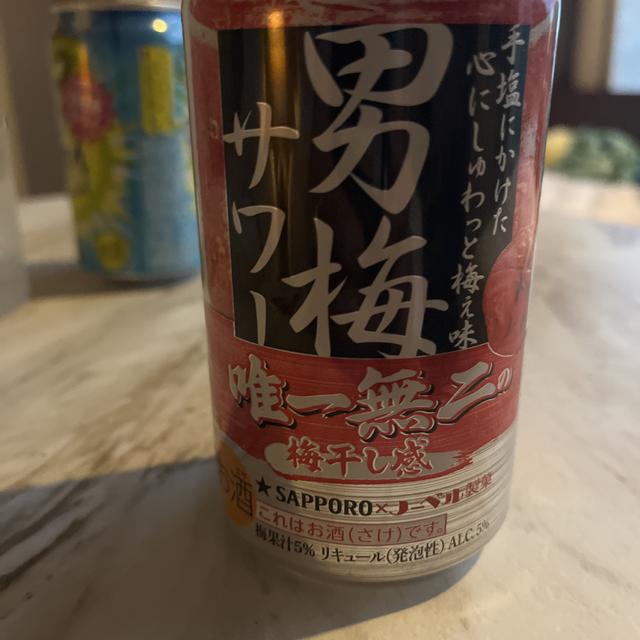 手塩にかけた
心にしゅわっと梅ぇ味
男梅
サワー
唯一無二の
梅干し感
お酒
★SAPPORO×ノーベル製菓
これはお酒(さけ)です。
梅果汁5% リキュール(発泡性) ALC.5%